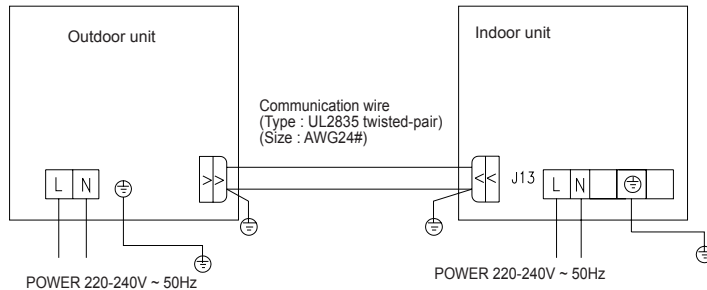 Outdoor unit
Indoor unit
Communication wire
(Type : UL2835 twisted-pair)
(Size : AWG24#)
L N
>>
<<
J13
L N
POWER 220-240V ~ 50Hz
POWER 220-240V ~ 50Hz